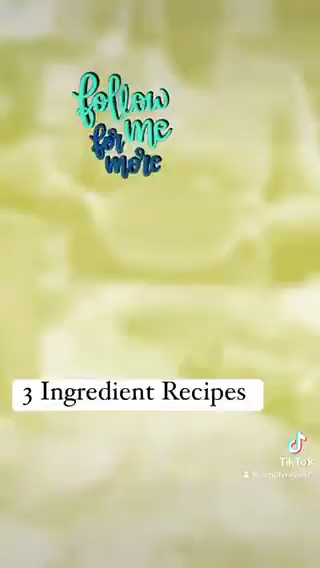 follow
me
for
more
3 Ingredient Recipes
TikTok